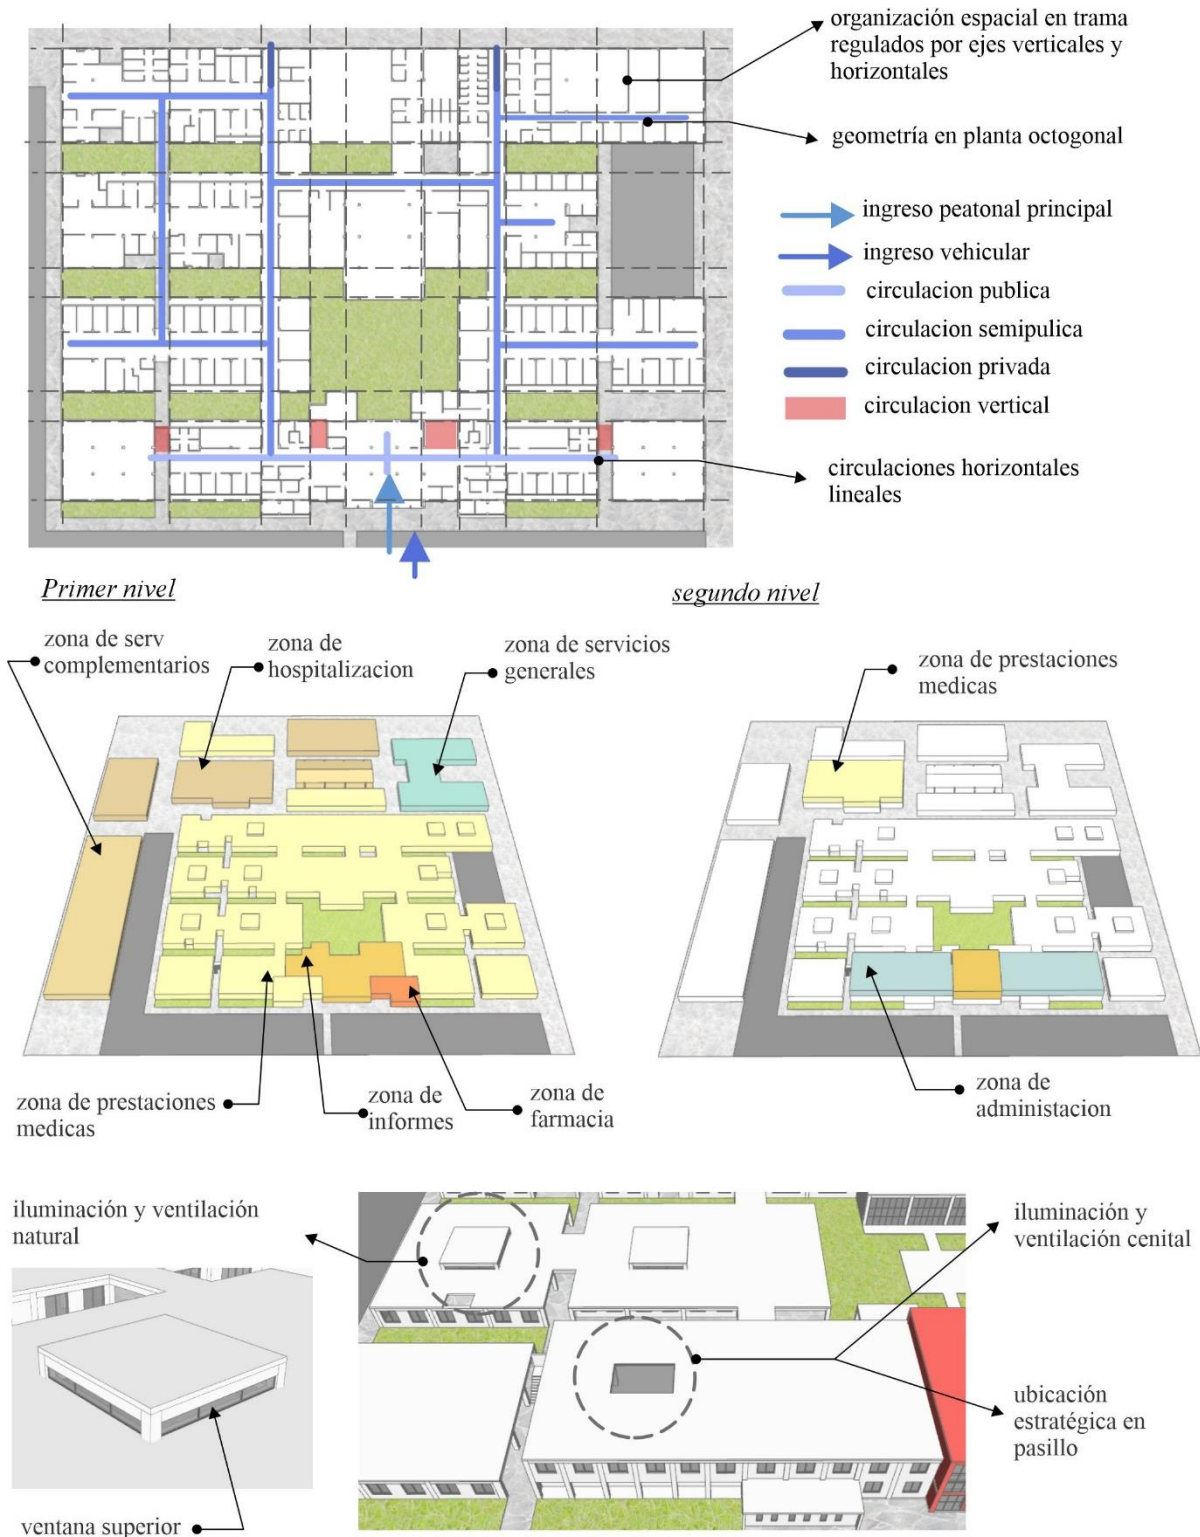 organización espacial en trama
regulados por ejes verticales y
horizontales
geometría en planta octogonal
ingreso peatonal principal
ingreso vehicular
circulacion publica
circulacion semipulica
circulacion privada
circulacion vertical
circulaciones horizontales
lineales
Primer nivel
segundo nivel
zona de serv
complementarios
zona de
hospitalizacion
zona de servicios
generales
zona de prestaciones
medicas
zona de prestaciones
medicas
zona de
informes
zona de
farmacia
zona de
administacion
iluminación y ventilación
natural
iluminación y
ventilación cenital
ubicación
estratégica en
pasillo
ventana superior